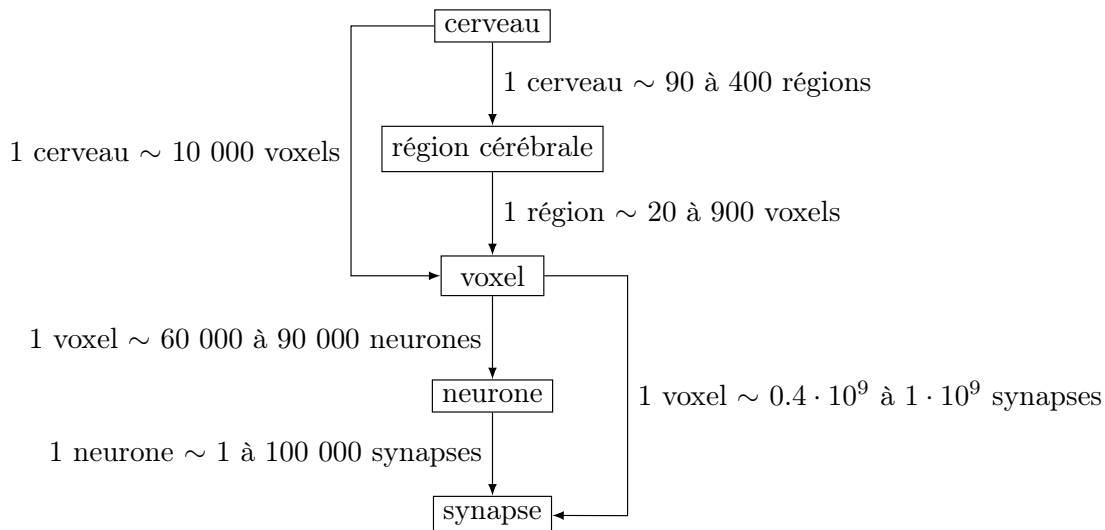 cerveau
1 cerveau ∼ 90 à 400 régions
1 cerveau ∼ 10 000 voxels
région cérébrale
1 région ∼ 20 à 900 voxels
voxel
1 voxel ∼ 60 000 à 90 000 neurones
neurone
1 voxel ∼ 0.4 · 10⁹ à 1 · 10⁹ synapses
1 neurone ∼ 1 à 100 000 synapses
synapse